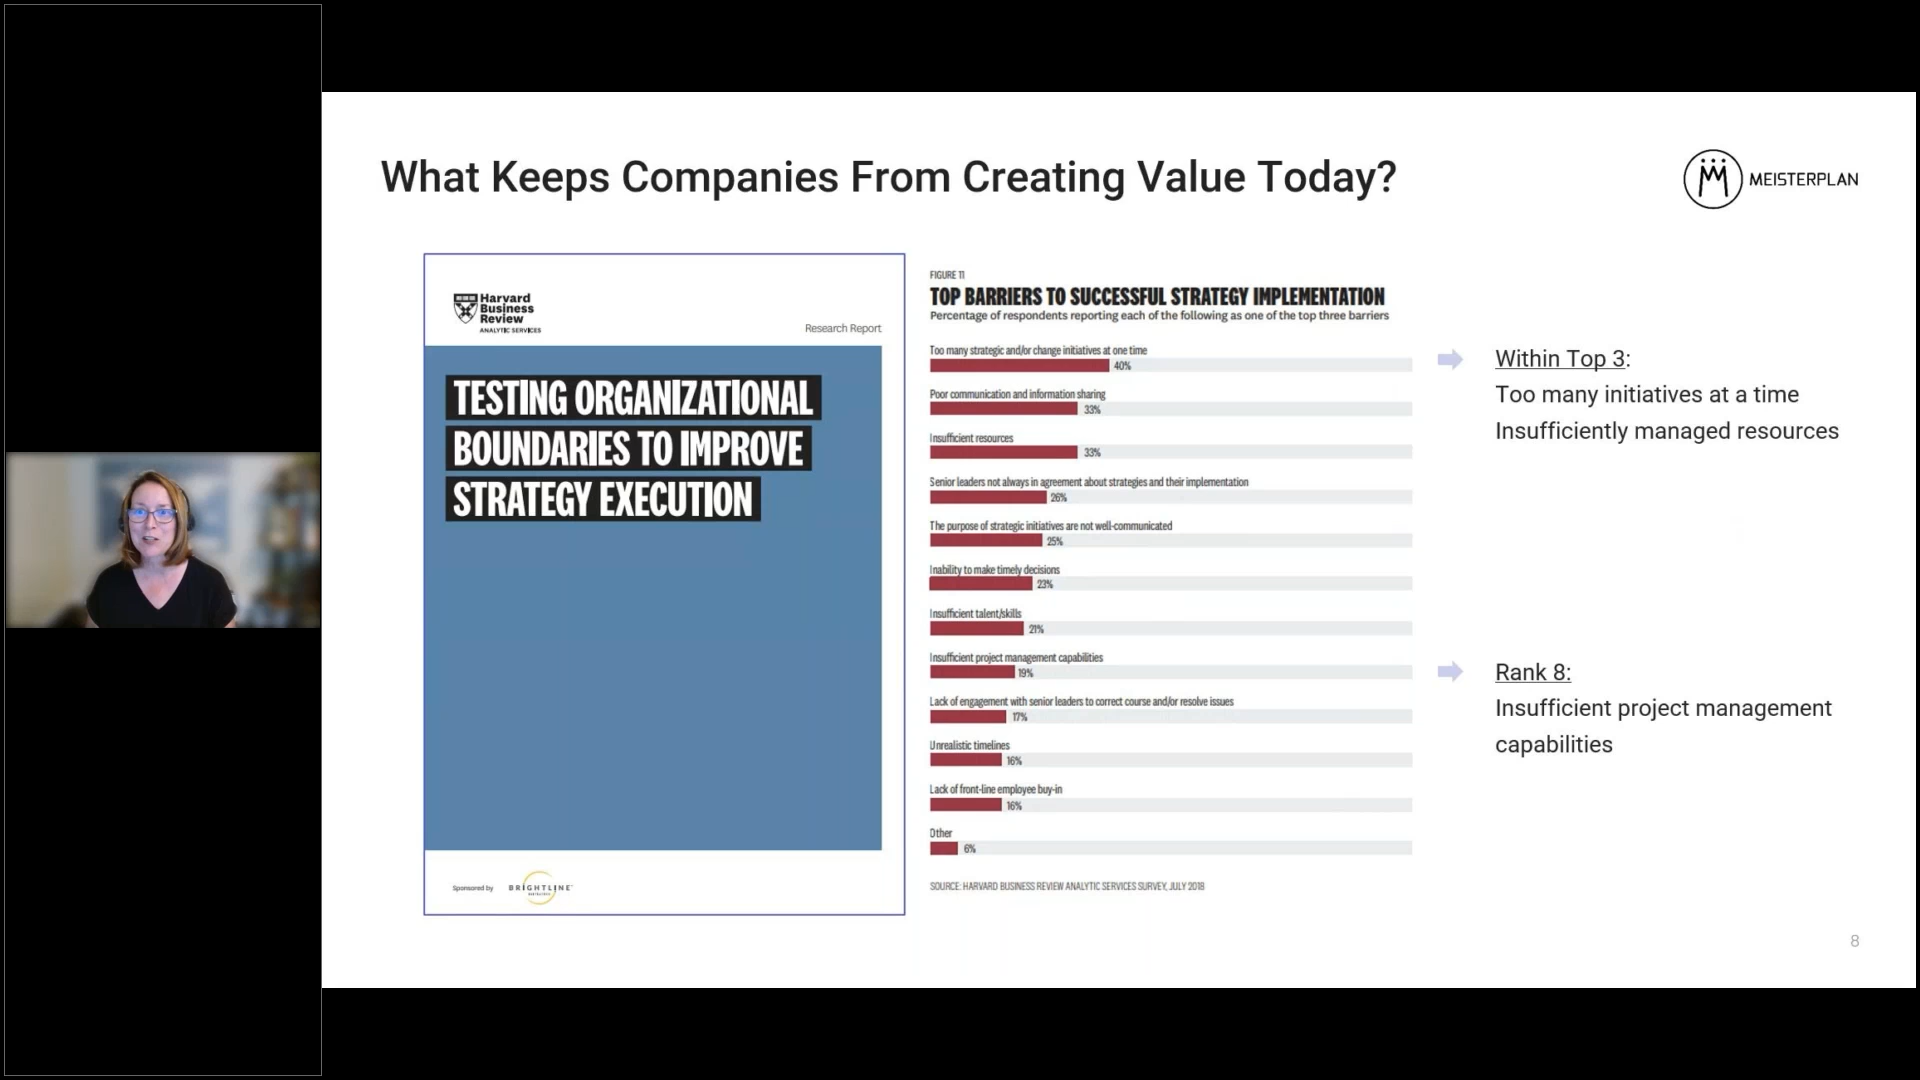 What Keeps Companies From Creating Value Today?
MEISTERPLAN
Harvard
Business
Review
ANALYTIC SERVICES
Research Report
TESTING ORGANIZATIONAL
BOUNDARIES TO IMPROVE
STRATEGY EXECUTION
Sponsored by
BRIGHTLINE
FIGURE 11
TOP BARRIERS TO SUCCESSFUL STRATEGY IMPLEMENTATION
Percentage of respondents reporting each of the following as one of the top three barriers
Too many strategic and/or change initiatives at one time
40%
Poor communication and information sharing
33%
Insufficient resources
33%
Senior leaders not always in agreement about strategies and their implementation
26%
The purpose of strategic initiatives are not well-communicated
25%
Inability to make timely decisions
23%
Insufficient talent/skills
21%
Insufficient project management capabilities
19%
Lack of engagement with senior leaders to correct course and/or resolve issues
17%
Unrealistic timelines
16%
Lack of front-line employee buy-in
16%
Other
6%
SOURCE: HARVARD BUSINESS REVIEW ANALYTIC SERVICES SURVEY, JULY 2018
Within Top 3:
Too many initiatives at a time
Insufficiently managed resources
Rank 8:
Insufficient project management
capabilities
8